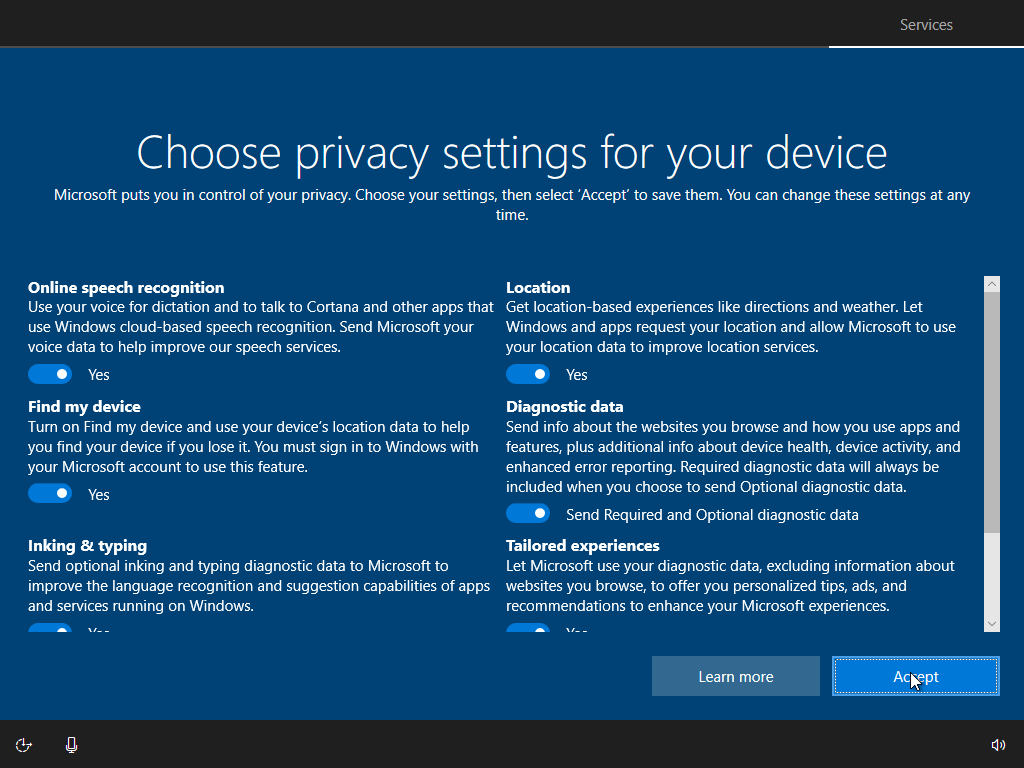 Services
Choose privacy settings for your device
Microsoft puts you in control of your privacy. Choose your settings, then select ‘Accept’ to save them. You can change these settings at any
time.
Online speech recognition
Use your voice for dictation and to talk to Cortana and other apps that
use Windows cloud-based speech recognition. Send Microsoft your
voice data to help improve our speech services.
Yes
Location
Get location-based experiences like directions and weather. Let
Windows and apps request your location and allow Microsoft to use
your location data to improve location services.
Yes
Find my device
Turn on Find my device and use your device’s location data to help
you find your device if you lose it. You must sign in to Windows with
your Microsoft account to use this feature.
Yes
Diagnostic data
Send info about the websites you browse and how you use apps and
features, plus additional info about device health, device activity, and
enhanced error reporting. Required diagnostic data will always be
included when you choose to send Optional diagnostic data.
Send Required and Optional diagnostic data
Inking & typing
Send optional inking and typing diagnostic data to Microsoft to
improve the language recognition and suggestion capabilities of apps
and services running on Windows.
Yes
Tailored experiences
Let Microsoft use your diagnostic data, excluding information about
websites you browse, to offer you personalized tips, ads, and
recommendations to enhance your Microsoft experiences.
Yes
Learn more
Accept